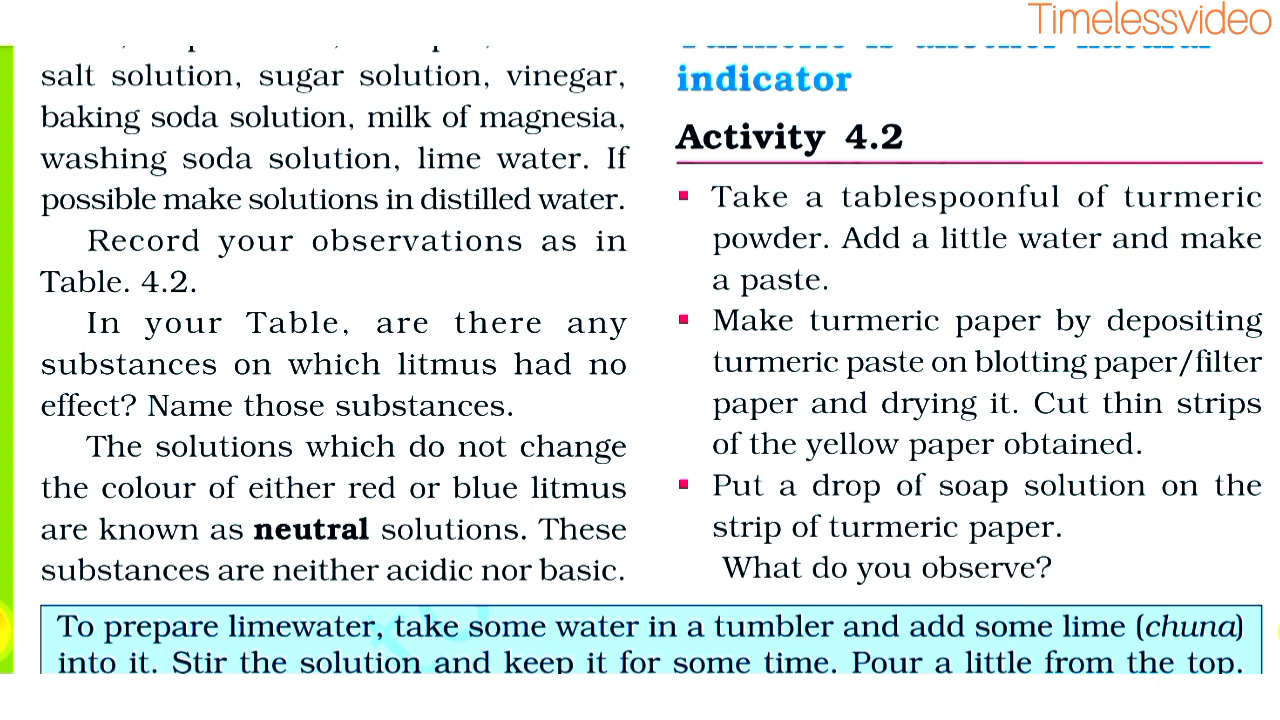 Timelessvideo
salt solution, sugar solution, vinegar,
baking soda solution, milk of magnesia,
washing soda solution, lime water. If
possible make solutions in distilled water.
Record your observations as in
Table. 4.2.
In your Table, are there any
substances on which litmus had no
effect? Name those substances.
The solutions which do not change
the colour of either red or blue litmus
are known as neutral solutions. These
substances are neither acidic nor basic.
indicator
Activity 4.2
Take a tablespoonful of turmeric
powder. Add a little water and make
a paste.
Make turmeric paper by depositing
turmeric paste on blotting paper/filter
paper and drying it. Cut thin strips
of the yellow paper obtained.
Put a drop of soap solution on the
strip of turmeric paper.
What do you observe?
To prepare limewater, take some water in a tumbler and add some lime (chuna)
into it. Stir the solution and keep it for some time. Pour a little from the top.